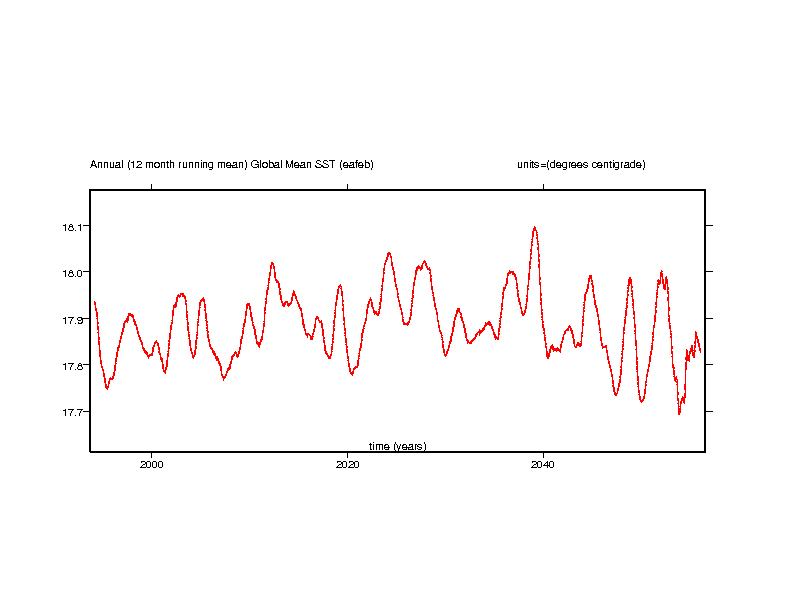 Annual (12 month running mean) Global Mean SST (eafeb) units=(degrees centigrade)
18.1
18.0
17.9
17.8
17.7
time (years)
2000 2020 2040